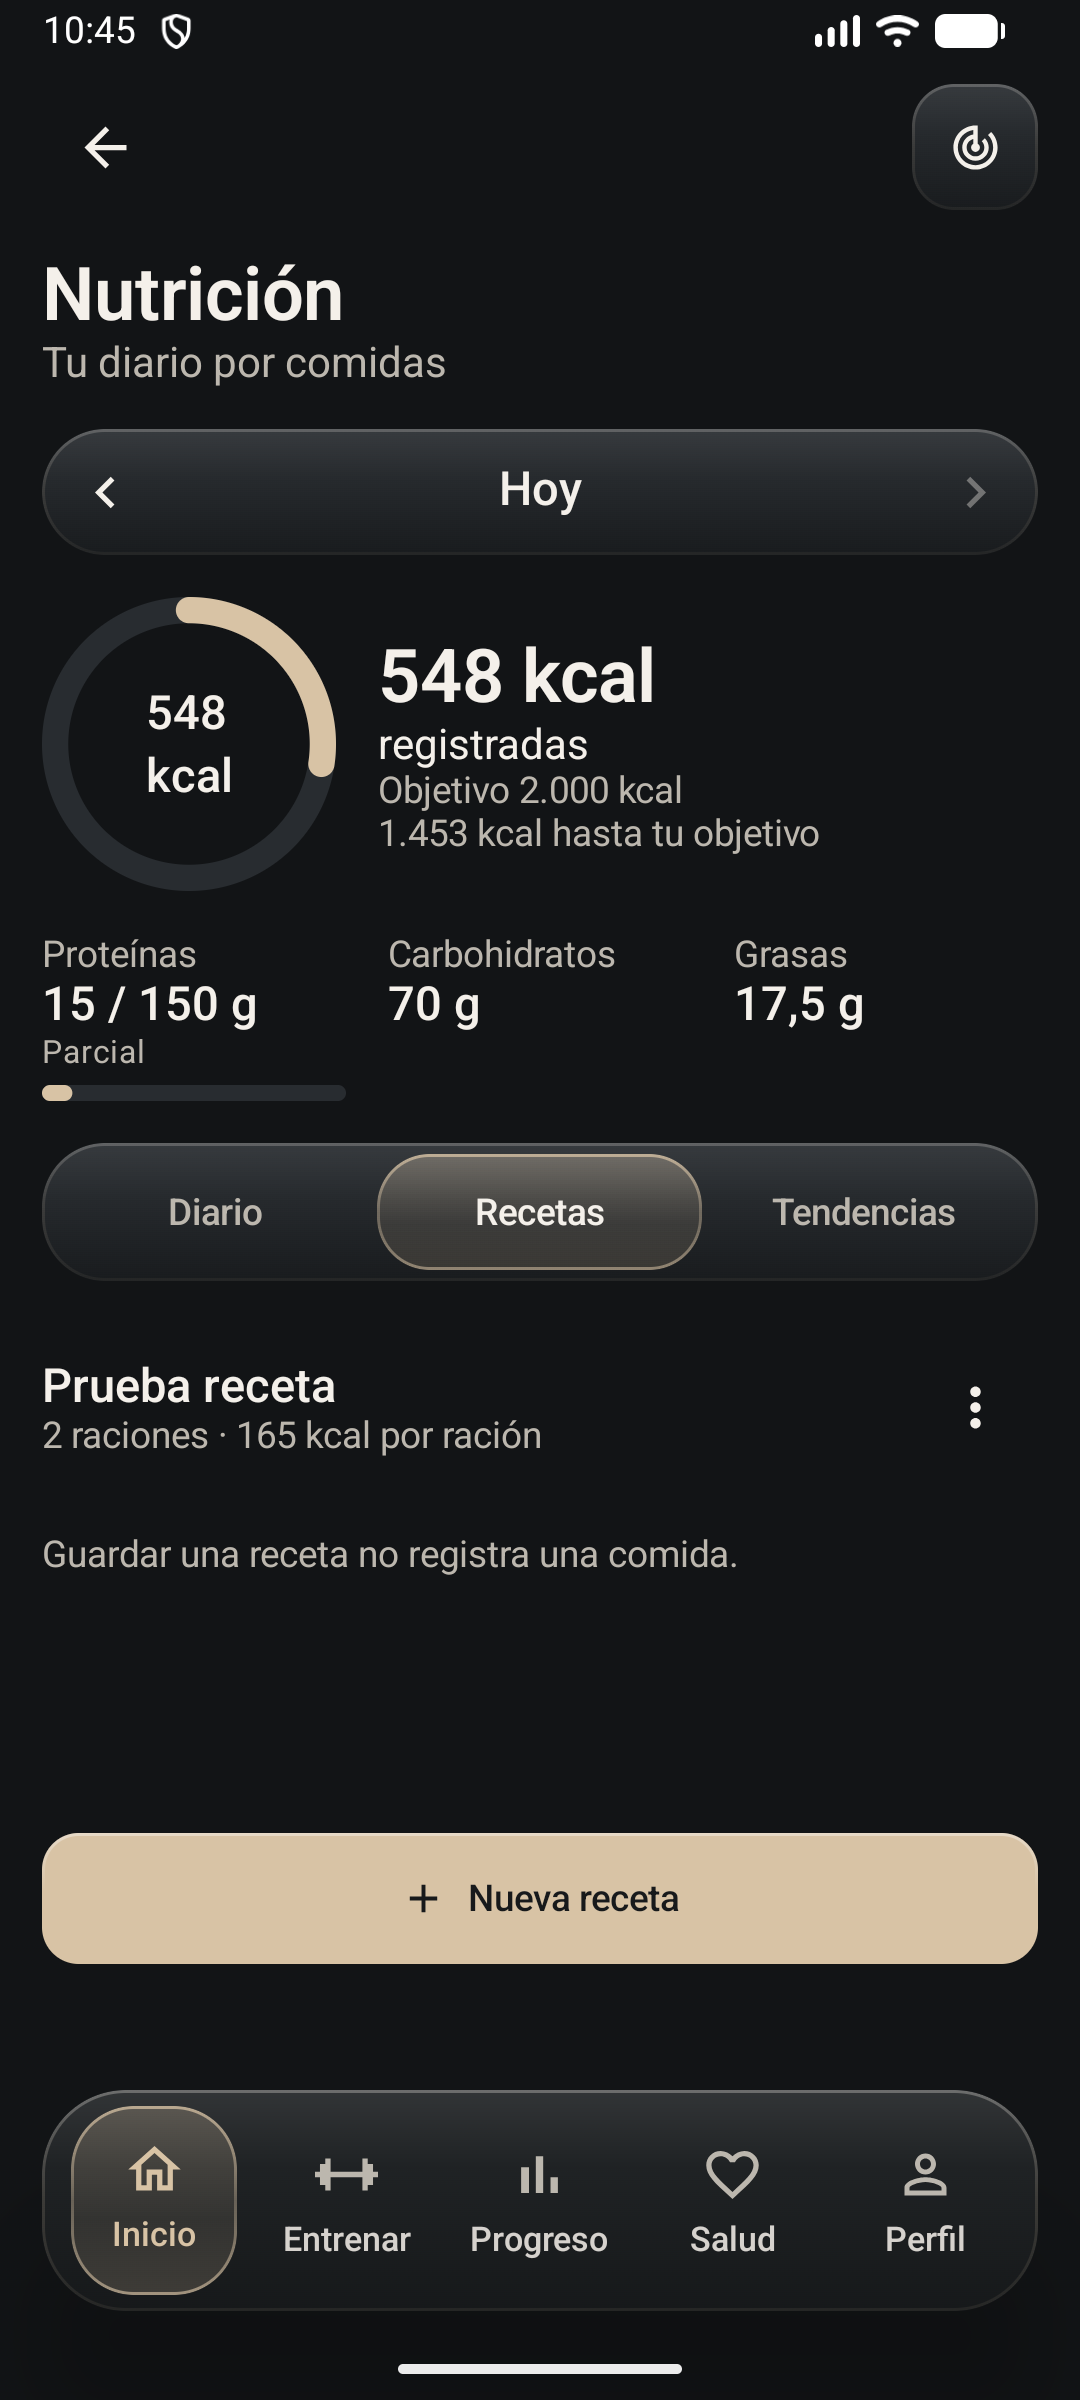 10:45
Nutrición
Tu diario por comidas
Hoy
548
kcal
548 kcal
registradas
Objetivo 2.000 kcal
1.453 kcal hasta tu objetivo
Proteínas
15 / 150 g
Parcial
Carbohidratos
70 g
Grasas
17,5 g
Diario
Recetas
Tendencias
Prueba receta
2 raciones · 165 kcal por ración
Guardar una receta no registra una comida.
+ Nueva receta
Inicio
Entrenar
Progreso
Salud
Perfil